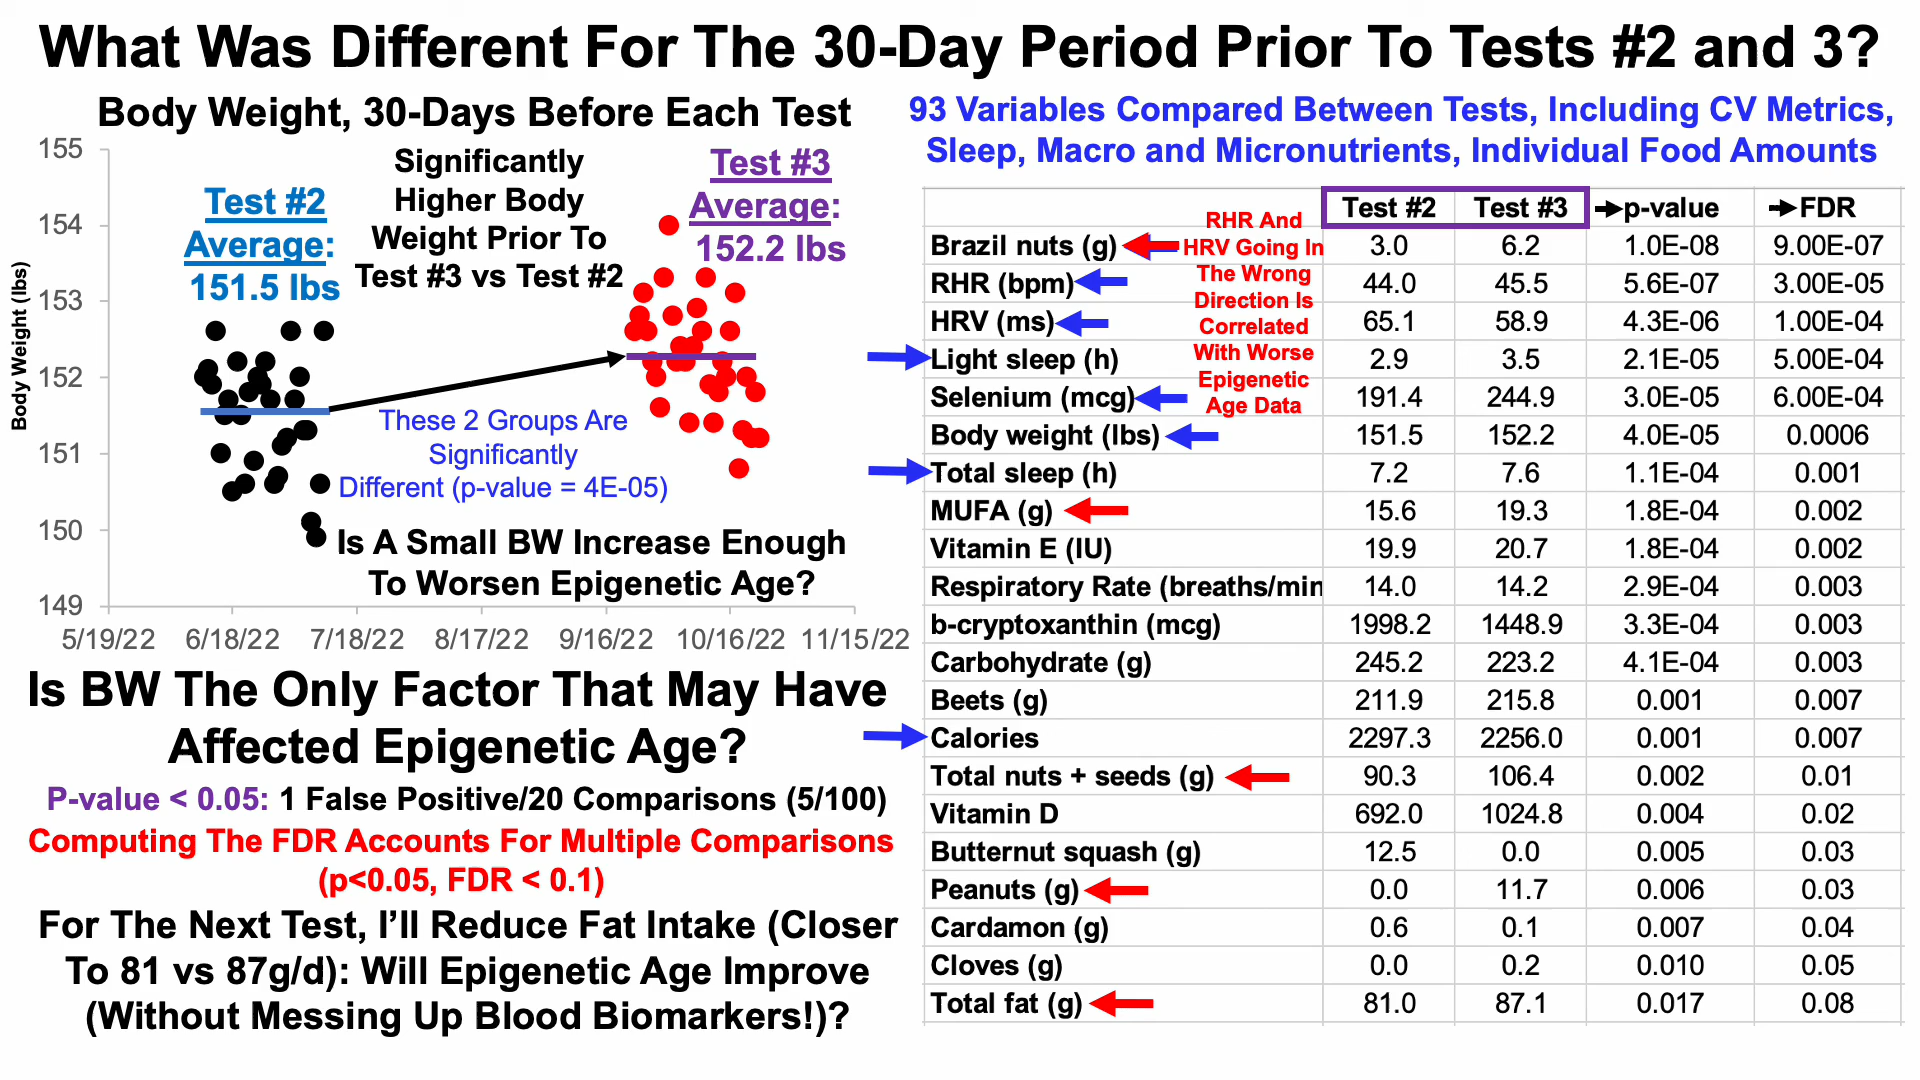 What Was Different For The 30-Day Period Prior To Tests #2 and 3?
Body Weight, 30-Days Before Each Test
155
154
153
152
151
150
149
Body Weight (lbs)
5/19/22 6/18/22 7/18/22 8/17/22 9/16/22 10/16/22 11/15/22
Test #2
Average:
151.5 lbs
Significantly
Higher Body
Weight Prior To
Test #3 vs Test #2
Test #3
Average:
152.2 lbs
These 2 Groups Are
Significantly
Different (p-value = 4E-05)
Is A Small BW Increase Enough
To Worsen Epigenetic Age?
Is BW The Only Factor That May Have
Affected Epigenetic Age?
P-value < 0.05: 1 False Positive/20 Comparisons (5/100)
Computing The FDR Accounts For Multiple Comparisons
(p<0.05, FDR < 0.1)
For The Next Test, I'll Reduce Fat Intake (Closer
To 81 vs 87g/d): Will Epigenetic Age Improve
(Without Messing Up Blood Biomarkers!)?
93 Variables Compared Between Tests, Including CV Metrics,
Sleep, Macro and Micronutrients, Individual Food Amounts
Test #2 Test #3 p-value FDR
Brazil nuts (g) 3.0 6.2 1.0E-08 9.00E-07
RHR (bpm) 44.0 45.5 5.6E-07 3.00E-05
HRV (ms) 65.1 58.9 4.3E-06 1.00E-04
Light sleep (h) 2.9 3.5 2.1E-05 5.00E-04
Selenium (mcg) 191.4 244.9 3.0E-05 6.00E-04
Body weight (lbs) 151.5 152.2 4.0E-05 0.0006
Total sleep (h) 7.2 7.6 1.1E-04 0.001
MUFA (g) 15.6 19.3 1.8E-04 0.002
Vitamin E (IU) 19.9 20.7 1.8E-04 0.002
Respiratory Rate (breaths/min 14.0 14.2 2.9E-04 0.003
b-cryptoxanthin (mcg) 1998.2 1448.9 3.3E-04 0.003
Carbohydrate (g) 245.2 223.2 4.1E-04 0.003
Beets (g) 211.9 215.8 0.001 0.007
Calories 2297.3 2256.0 0.001 0.007
Total nuts + seeds (g) 90.3 106.4 0.002 0.01
Vitamin D 692.0 1024.8 0.004 0.02
Butternut squash (g) 12.5 0.0 0.005 0.03
Peanuts (g) 0.0 11.7 0.006 0.03
Cardamon (g) 0.6 0.1 0.007 0.04
Cloves (g) 0.0 0.2 0.010 0.05
Total fat (g) 81.0 87.1 0.017 0.08
RHR And
HRV Going In
The Wrong
Direction Is
Correlated
With Worse
Epigenetic
Age Data